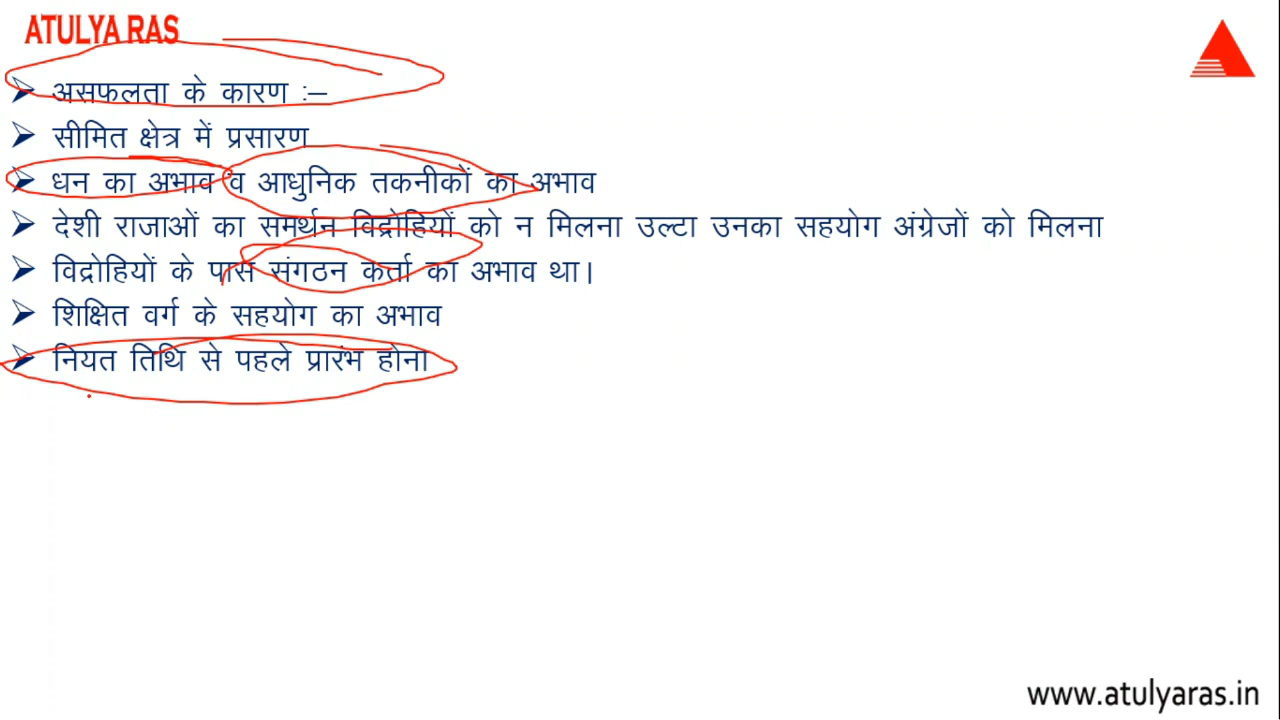 ATULYA RAS
➢ असफलता के कारण :–
➢ सीमित क्षेत्र में प्रसारण
➢ धन का अभाव व आधुनिक तकनीकों का अभाव
➢ देशी राजाओं का समर्थन विद्रोहियों को न मिलना उल्टा उनका सहयोग अंग्रेजों को मिलना
➢ विद्रोहियों के पास संगठन कर्ता का अभाव था।
➢ शिक्षित वर्ग के सहयोग का अभाव
➢ नियत तिथि से पहले प्रारंभ होना
www.atulyaras.in